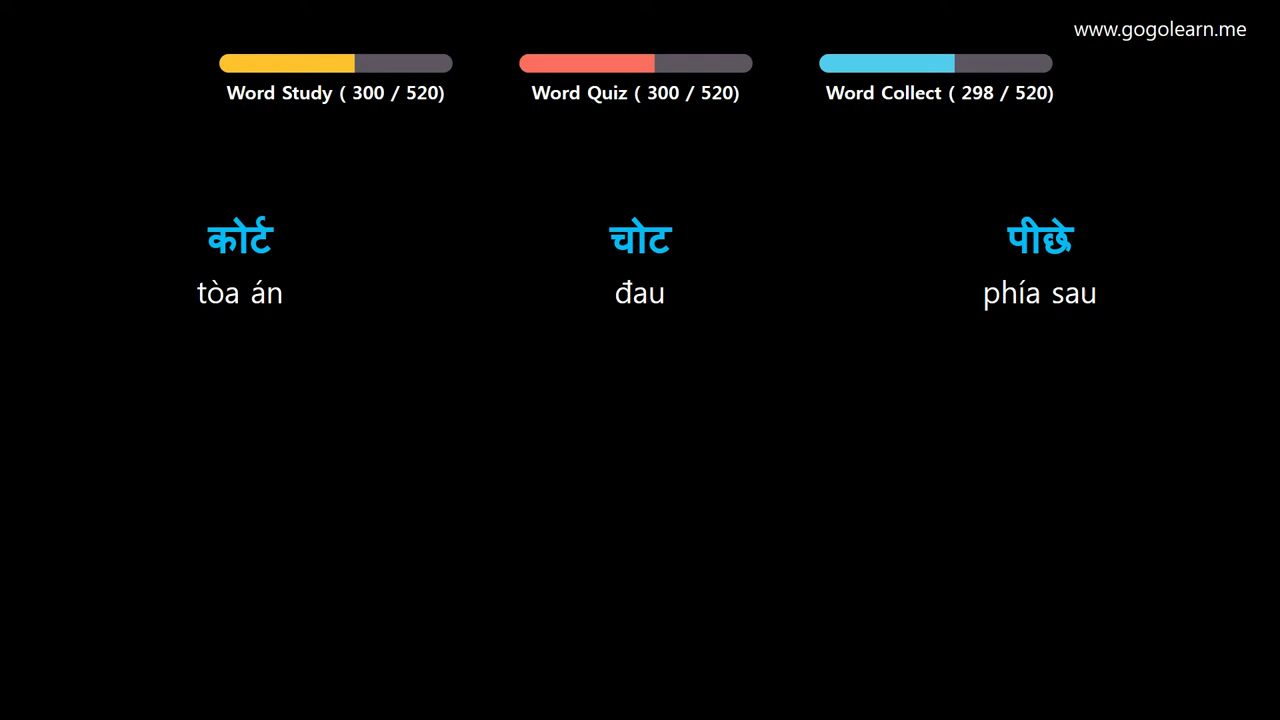 www.gogolearn.me
Word Study ( 300 / 520)
Word Quiz ( 300 / 520)
Word Collect ( 298 / 520)
कोर्ट
चोट
पीछे
tòa án
đau
phía sau